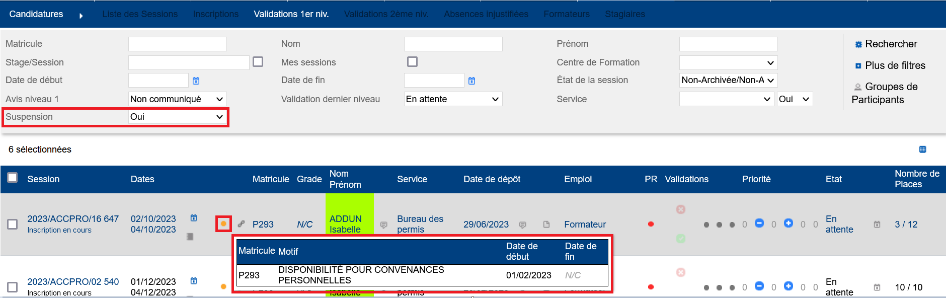 Candidatures Liste des Sessions Inscriptions Validations 1er niv. Validations 2ème niv. Absences injustifiées Formateurs Stagiaires
Matricule Nom Prénom Rechercher
Stage/Session Mes sessions Centre de Formation Plus de filtres
Date de début Date de fin État de la session Non-Archivée/Non-A Groupes de
Participants
Avis niveau 1 Non communiqué Validation dernier niveau En attente Service Oui
Suspension Oui
6 sélectionnées
Session Dates Matricule Grade Nom
Prénom Service Date de dépôt Emploi PR Validations Priorité Etat Nombre de
Places
2023/ACCPRO/16 647
Inscription en cours
02/10/2023
04/10/2023
P293 N/C ADDUN
Isabelle
Bureau des
permis
29/06/2023 Formateur 0 0 0 0 En
attente
3 / 12
Matricule Motif Date de
début
Date de
fin
P293 DISPONIBILITÉ POUR CONVENANCES
PERSONNELLES 01/02/2023 N/C
2023/ACCPRO/02 540
Inscription en cours
01/12/2023
04/12/2023
Isabelle permis
0 0 0 0 En
attente
10 / 10